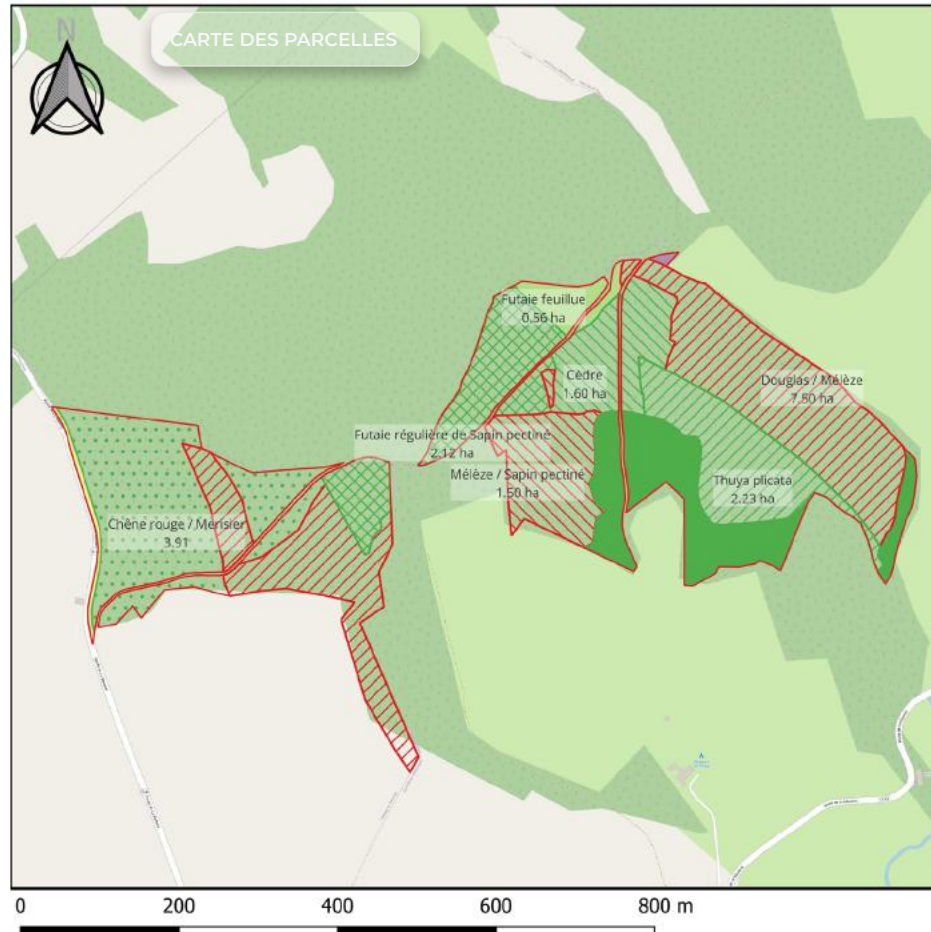 N
CARTE DES PARCELLES
Futaie feuillue
0.56 ha
Cèdre
1.60 ha
Douglas / Mélèze
7.50 ha
Futaie régulière de Sapin pectiné
2.12 ha
Mélèze / Sapin pectiné
1.50 ha
Thuya plicata
2.23 ha
Chêne rouge / Merisier
3.91
0 200 400 600 800 m